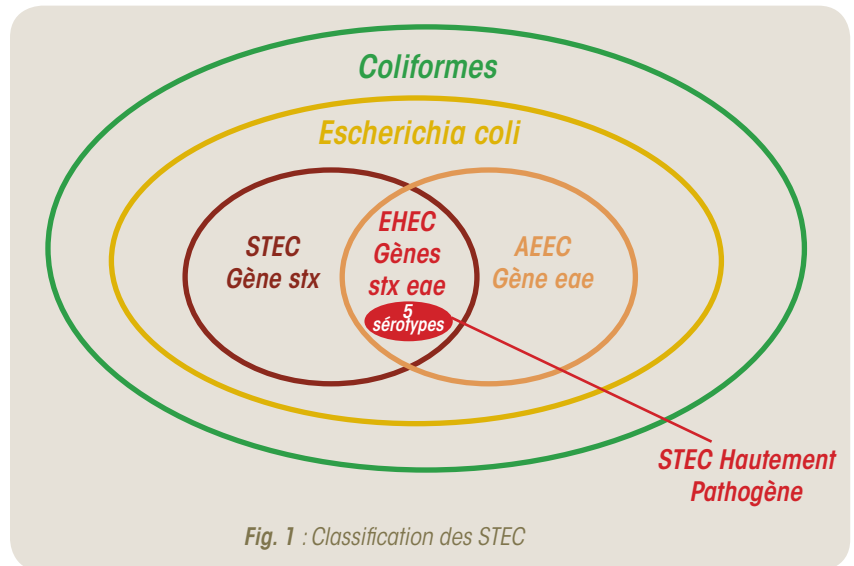 Coliformes
Escherichia coli
STEC
Gène stx
EHEC
Gènes
stx eae
5
sérotypes
AEEC
Gène eae
STEC Hautement
Pathogène
Fig. 1 : Classification des STEC